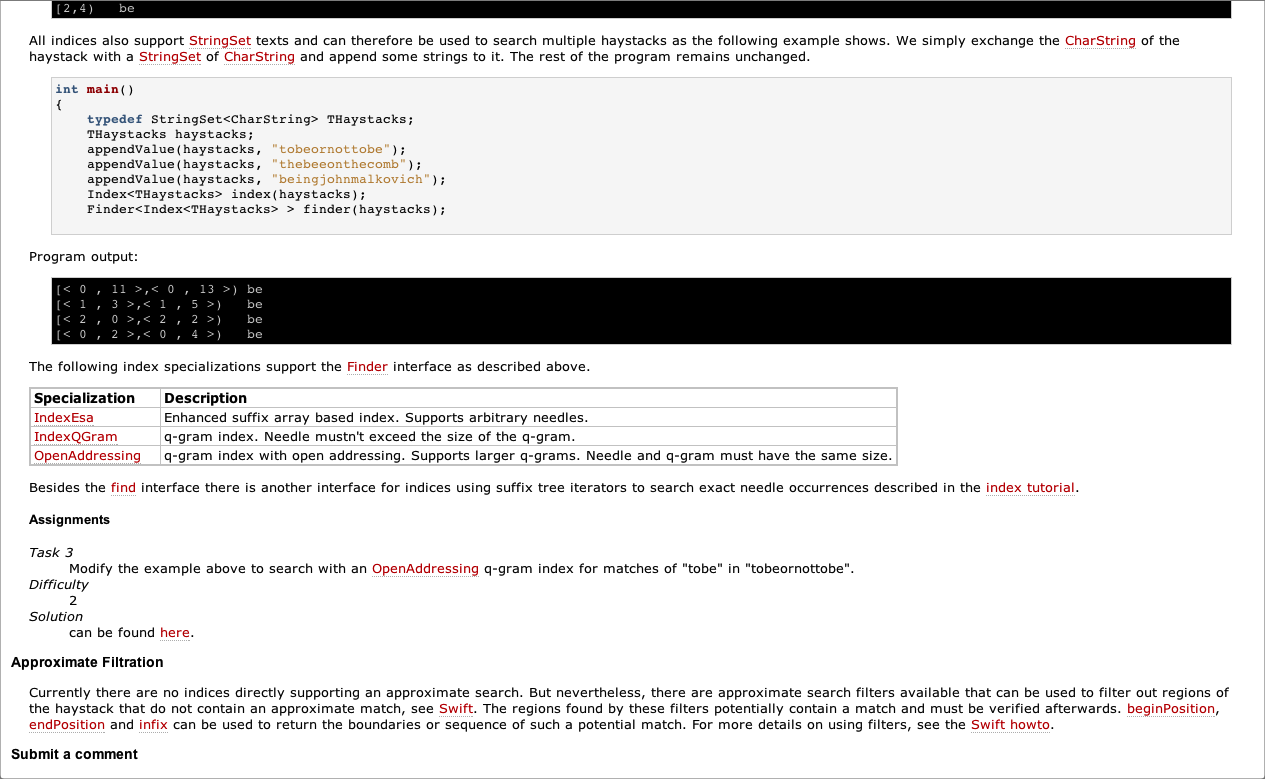 [2,4)   be
All indices also support StringSet texts and can therefore be used to search multiple haystacks as the following example shows. We simply exchange the CharString of the
haystack with a StringSet of CharString and append some strings to it. The rest of the program remains unchanged.
int main()
{
    typedef StringSet<CharString> THaystacks;
    THaystacks haystacks;
    appendValue(haystacks, "tobeornottobe");
    appendValue(haystacks, "thebeeonthecomb");
    appendValue(haystacks, "beingjohnmalkovich");
    Index<THaystacks> index(haystacks);
    Finder<Index<THaystacks> > finder(haystacks);
Program output:
[< 0 , 11 >,< 0 , 13 >) be
[< 1 , 3 >,< 1 , 5 >)   be
[< 2 , 0 >,< 2 , 2 >)   be
[< 0 , 2 >,< 0 , 4 >)   be
The following index specializations support the Finder interface as described above.
Specialization Description
IndexEsa Enhanced suffix array based index. Supports arbitrary needles.
IndexQGram q-gram index. Needle mustn't exceed the size of the q-gram.
OpenAddressing q-gram index with open addressing. Supports larger q-grams. Needle and q-gram must have the same size.
Besides the find interface there is another interface for indices using suffix tree iterators to search exact needle occurrences described in the index tutorial.
Assignments
Task 3
Modify the example above to search with an OpenAddressing q-gram index for matches of "tobe" in "tobeornottobe".
Difficulty
2
Solution
can be found here.
Approximate Filtration
Currently there are no indices directly supporting an approximate search. But nevertheless, there are approximate search filters available that can be used to filter out regions of
the haystack that do not contain an approximate match, see Swift. The regions found by these filters potentially contain a match and must be verified afterwards. beginPosition,
endPosition and infix can be used to return the boundaries or sequence of such a potential match. For more details on using filters, see the Swift howto.
Submit a comment